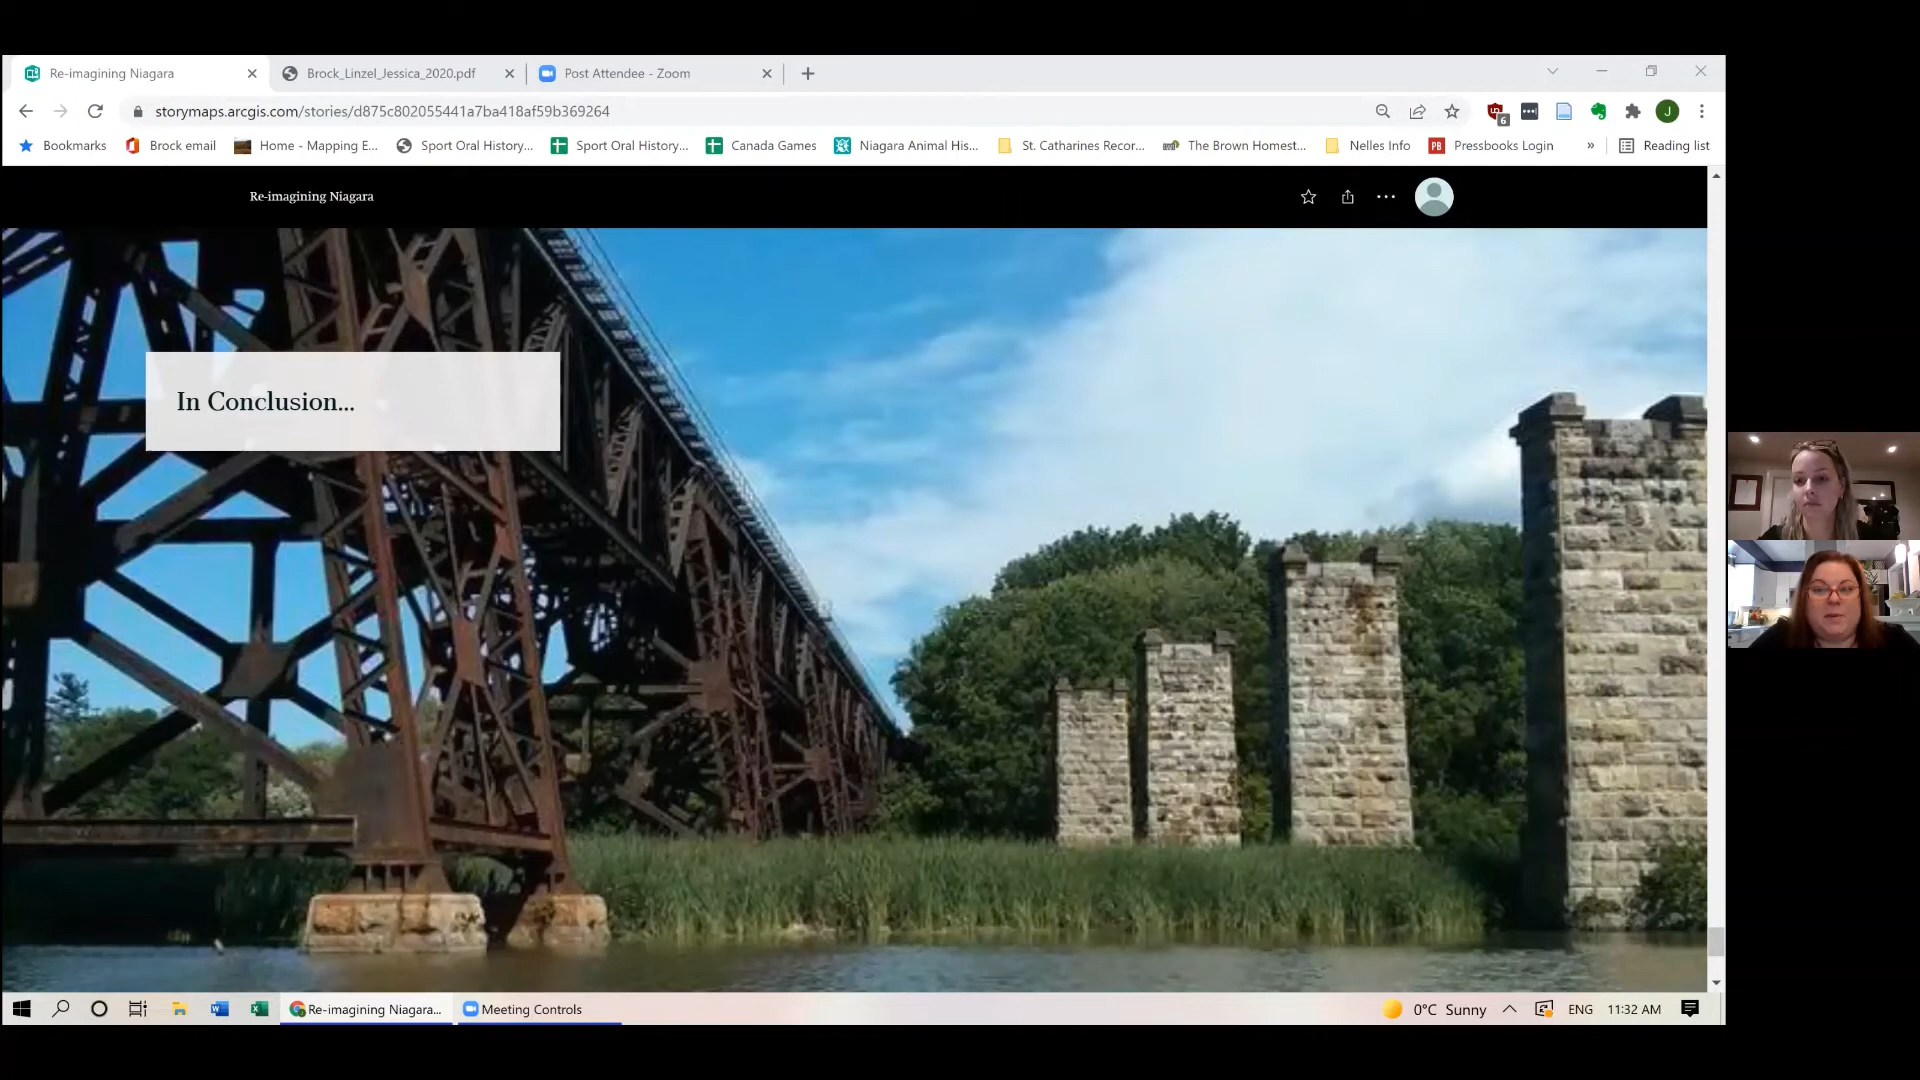 Re-imagining Niagara
Brock_Linzel_Jessica_2020.pdf
Post Attendee - Zoom
storymaps.arcgis.com/stories/d875c802055441a7ba418af59b369264
6
J
Bookmarks
Brock email
Home - Mapping E...
Sport Oral History...
Sport Oral History...
Canada Games
Niagara Animal His...
St. Catharines Recor...
The Brown Homest...
Nelles Info
PB
Pressbooks Login
»
Reading list
Re-imagining Niagara
In Conclusion...
Re-imagining Niagara...
Meeting Controls
0°C Sunny
ENG
11:32 AM